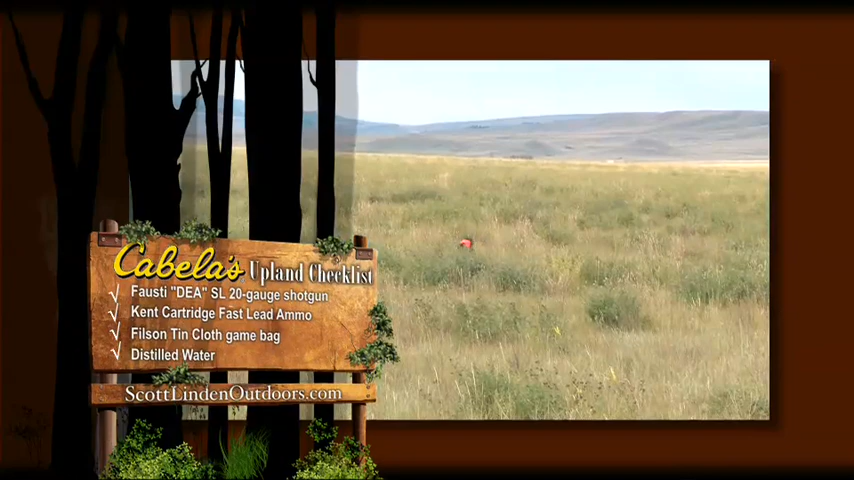 Cabela's Upland Checklist
Fausti "DEA" SL 20-gauge shotgun
Kent Cartridge Fast Lead Ammo
Filson Tin Cloth game bag
Distilled Water
ScottLindenOutdoors.com